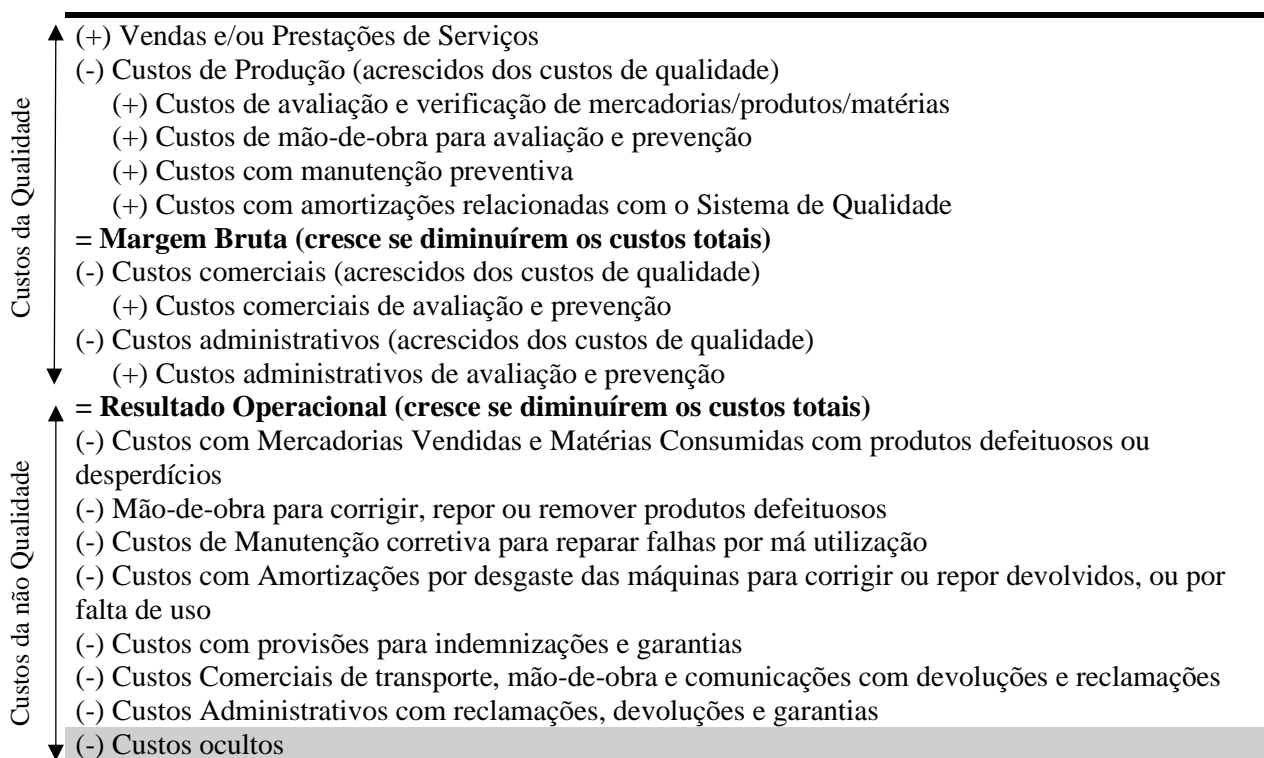 Custos da Qualidade
(+) Vendas e/ou Prestações de Serviços
(-) Custos de Produção (acrescidos dos custos de qualidade)
(+) Custos de avaliação e verificação de mercadorias/produtos/matérias
(+) Custos de mão-de-obra para avaliação e prevenção
(+) Custos com manutenção preventiva
(+) Custos com amortizações relacionadas com o Sistema de Qualidade
= Margem Bruta (cresce se diminuírem os custos totais)
(-) Custos comerciais (acrescidos dos custos de qualidade)
(+) Custos comerciais de avaliação e prevenção
(-) Custos administrativos (acrescidos dos custos de qualidade)
(+) Custos administrativos de avaliação e prevenção
Custos da não Qualidade
= Resultado Operacional (cresce se diminuírem os custos totais)
(-) Custos com Mercadorias Vendidas e Matérias Consumidas com produtos defeituosos ou
desperdícios
(-) Mão-de-obra para corrigir, repor ou remover produtos defeituosos
(-) Custos de Manutenção corretiva para reparar falhas por má utilização
(-) Custos com Amortizações por desgaste das máquinas para corrigir ou repor devolvidos, ou por
falta de uso
(-) Custos com provisões para indemnizações e garantias
(-) Custos Comerciais de transporte, mão-de-obra e comunicações com devoluções e reclamações
(-) Custos Administrativos com reclamações, devoluções e garantias
(-) Custos ocultos